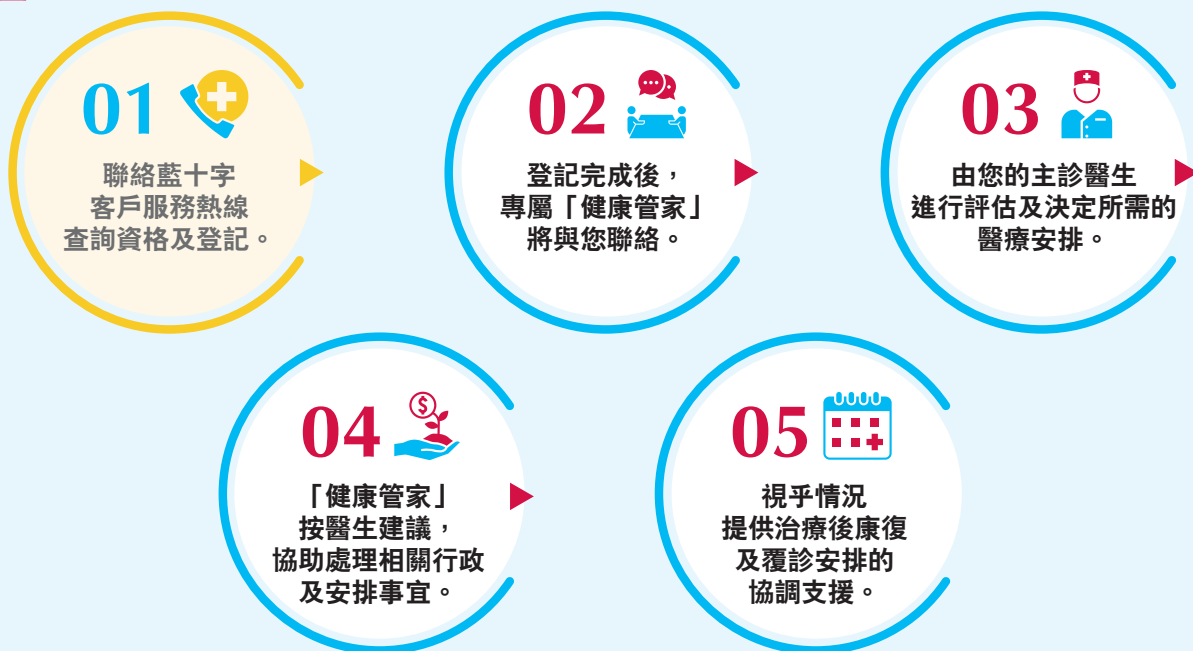 01
聯絡藍十字
客戶服務熱線
查詢資格及登記。
02
登記完成後，
專屬「健康管家」
將與您聯絡。
03
由您的主診醫生
進行評估及決定所需的
醫療安排。
04
「健康管家」
按醫生建議，
協助處理相關行政
及安排事宜。
05
視乎情況
提供治療後康復
及覆診安排的
協調支援。